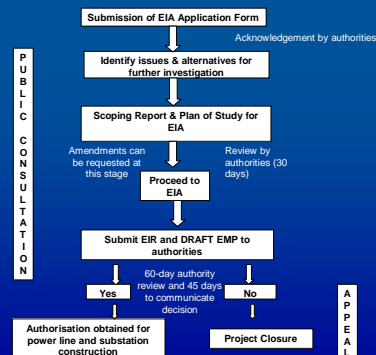 Submission of EIA Application Form
Acknowledgement by authorities
Identify issues & alternatives for
further investigation
PUBLIC CONSULTATION
Scoping Report & Plan of Study for
EIA
Amendments can
be requested at
this stage
Review by
authorities (30
days)
Proceed to
EIA
Submit EIR and DRAFT EMP to
authorities
60-day authority
review and 45 days
to communicate
decision
Yes
No
Authorisation obtained for
power line and substation
construction
Project Closure
APPEAL